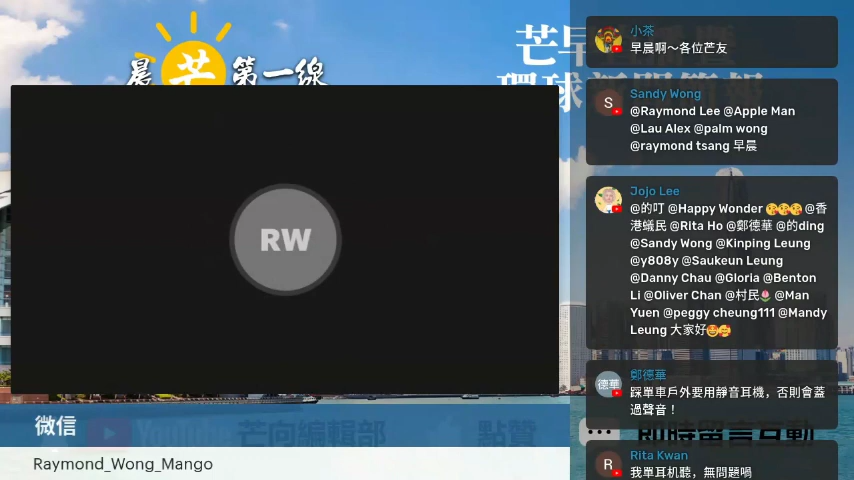 晨芒第一線
芒早
環球
RW
微信
芒向編輯部
點贊
即時留言互動
Raymond_Wong_Mango
小茶
早晨啊～各位芒友
S
Sandy Wong
@Raymond Lee @Apple Man
@Lau Alex @palm wong
@raymond tsang 早晨
Jojo Lee
@的叮 @Happy Wonder 😘😘😘 @香
港蟻民 @Rita Ho @鄭德華 @的ding
@Sandy Wong @Kinping Leung
@y808y @Saukeun Leung
@Danny Chau @Gloria @Benton
Li @Oliver Chan @村民🌷 @Man
Yuen @peggy cheung111 @Mandy
Leung 大家好🤩🥰
德華
鄭德華
踩單車戶外要用靜音耳機，否則會蓋
過聲音！
R
Rita Kwan
我單耳机聽，無問題喎